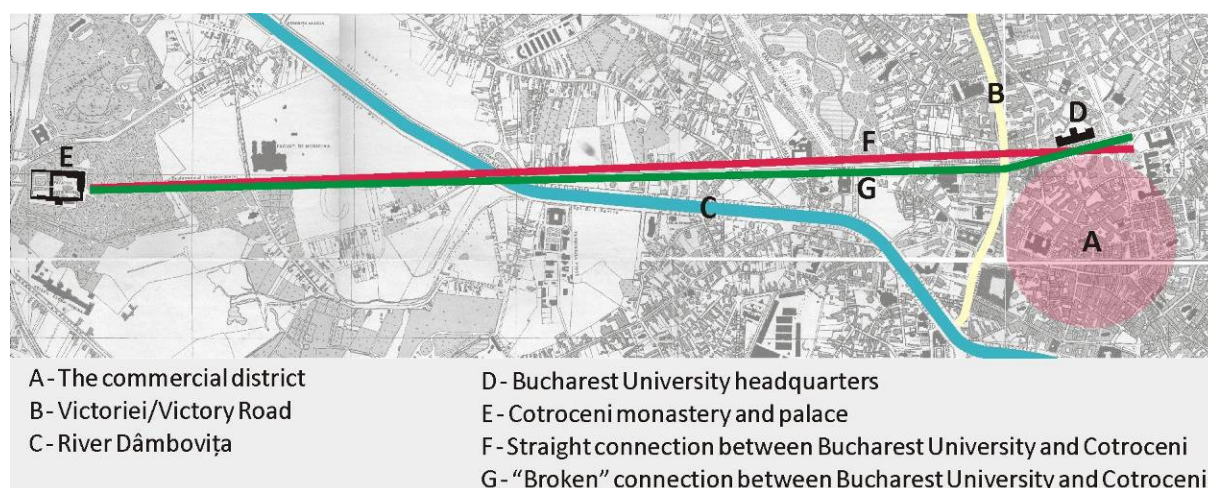 B
D
F
E
G
C
A
A - The commercial district
B - Victoriei/Victory Road
C - River Dâmbovița
D - Bucharest University headquarters
E - Cotroceni monastery and palace
F - Straight connection between Bucharest University and Cotroceni
G - “Broken” connection between Bucharest University and Cotroceni